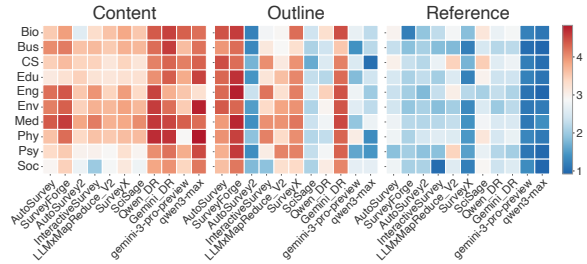 Content Outline Reference
Bio
Bus
CS
Edu
Eng
Env
Med
Phy
Psy
Soc
4
3
2
1
AutoSurvey
SurveyForge
AutoSurvey2
InteractiveSurvey
LLMxMapReduce_V2
SurveyX
SciSage
Qwen_DR
Gemini_DR
gemini-3-pro-preview
qwen3-max
AutoSurvey
SurveyForge
AutoSurvey2
InteractiveSurvey
LLMxMapReduce_V2
SurveyX
SciSage
Qwen_DR
Gemini_DR
gemini-3-pro-preview
qwen3-max
AutoSurvey
SurveyForge
AutoSurvey2
InteractiveSurvey
LLMxMapReduce_V2
SurveyX
SciSage
Qwen_DR
Gemini_DR
gemini-3-pro-preview
qwen3-max